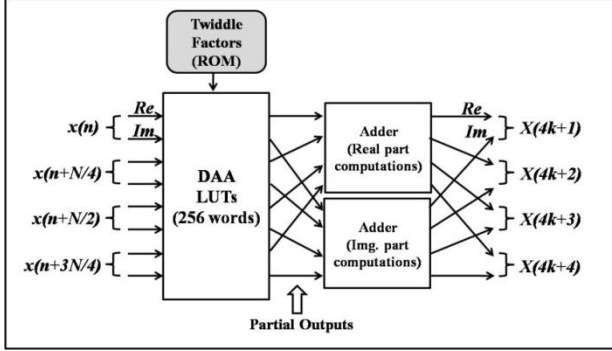 Twiddle
Factors
(ROM)
x(n)
Re
Im
x(n+N/4)
x(n+N/2)
x(n+3N/4)
DAA
LUTs
(256 words)
Adder
(Real part
computations)
Adder
(Img. part
computations)
Re
Im
X(4k+1)
X(4k+2)
X(4k+3)
X(4k+4)
Partial Outputs